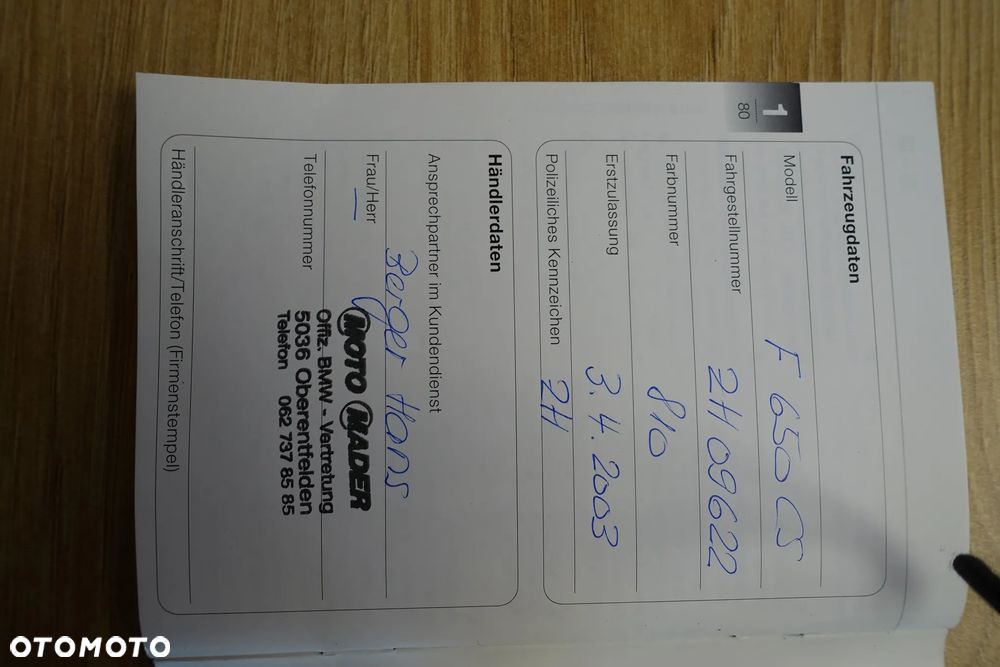 1
80
Fahrzeugdaten
Modell F 650 CS
Fahrgestellnummer 2H09622
Farbnummer 810
Erstzulassung 3.4.2003
Polizeiliches Kennzeichen 2H
Händlerdaten
Ansprechpartner im Kundendienst
Frau/Herr Berger Hans
MOTO MADER
Offiz. BMW - Vertretung
Telefonnummer
5036 Oberentfelden
Telefon 062 737 85 85
Händleranschrift/Telefon (Firmenstempel)
OTOMOTO